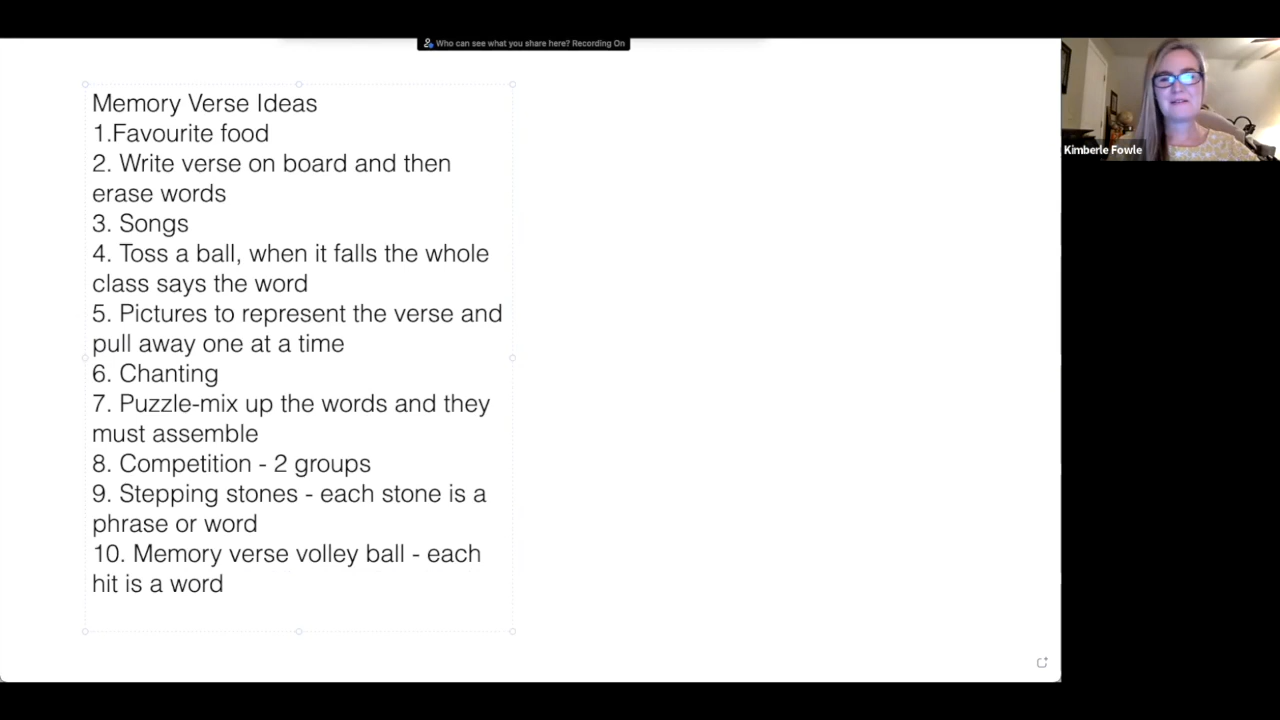 Who can see what you share here? Recording On
Memory Verse Ideas
1.Favourite food
2. Write verse on board and then
erase words
3. Songs
4. Toss a ball, when it falls the whole
class says the word
5. Pictures to represent the verse and
pull away one at a time
6. Chanting
7. Puzzle-mix up the words and they
must assemble
8. Competition - 2 groups
9. Stepping stones - each stone is a
phrase or word
10. Memory verse volley ball - each
hit is a word
Kimberle Fowle